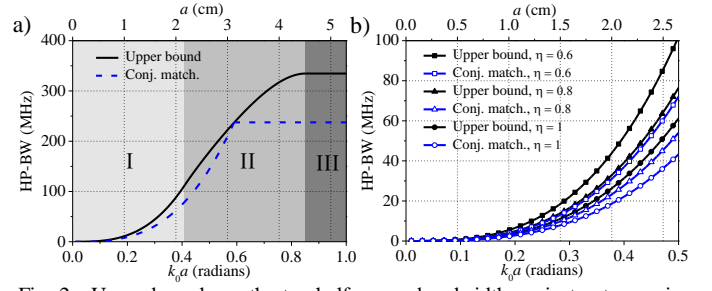 a)
a (cm)
0 1 2 3 4 5
400
300
200
100
0
HP-BW (MHz)
Upper bound
Conj. match.
I
II
III
0.0 0.2 0.4 0.6 0.8 1.0
k0a (radians)
b)
a (cm)
0.0 0.5 1.0 1.5 2.0 2.5
100
80
60
40
20
0
HP-BW (MHz)
Upper bound, η = 0.6
Conj. match., η = 0.6
Upper bound, η = 0.8
Conj. match., η = 0.8
Upper bound, η = 1
Conj. match., η = 1
0.0 0.1 0.2 0.3 0.4 0.5
k0a (radians)